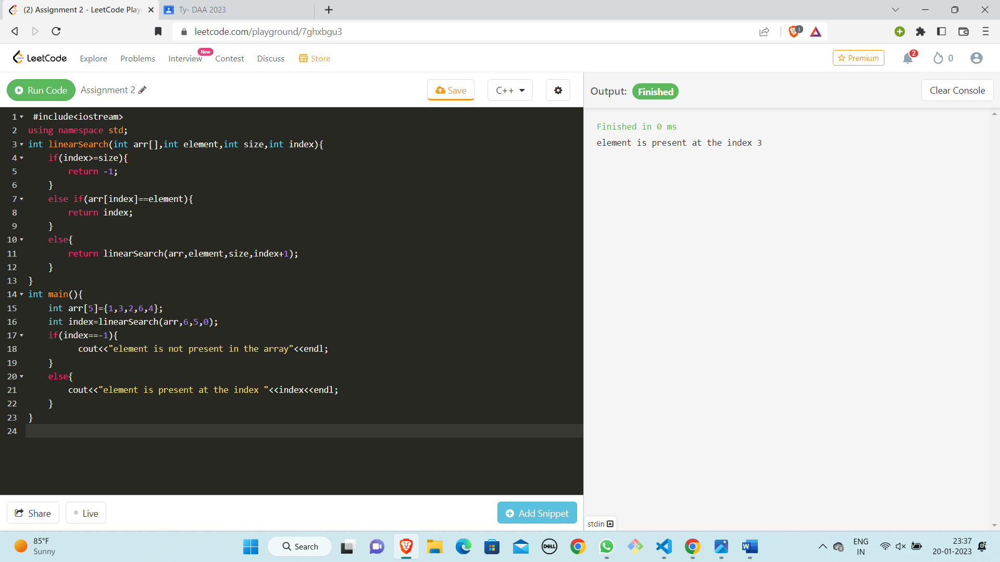 (2) Assignment 2 - LeetCode Play
Ty- DAA 2023
leetcode.com/playground/7ghxbgu3
3
LeetCode
Explore
Problems
Interview
New
Contest
Discuss
Store
Premium
2
0
Run Code
Assignment 2
Save
C++
Output:
Finished
Clear Console
1 #include<iostream>
2 using namespace std;
3 int linearSearch(int arr[],int element,int size,int index){
4 if(index>=size){
5 return -1;
6 }
7 else if(arr[index]==element){
8 return index;
9 }
10 else{
11 return linearSearch(arr,element,size,index+1);
12 }
13 }
14 int main(){
15 int arr[5]={1,3,2,6,4};
16 int index=linearSearch(arr,6,5,0);
17 if(index==-1){
18 cout<<"element is not present in the array"<<endl;
19 }
20 else{
21 cout<<"element is present at the index "<<index<<endl;
22 }
23 }
24
Finished in 0 ms
element is present at the index 3
Share
Live
Add Snippet
stdin
85°F
Sunny
Search
DELL
W
ENG
IN
23:37
20-01-2023